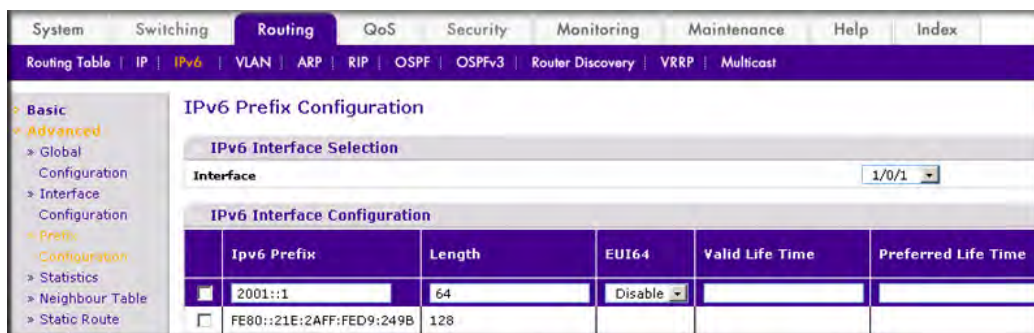 System Switching Routing QoS Security Monitoring Maintenance Help Index
Routing Table | IP | IPv6 | VLAN | ARP | RIP | OSPF | OSPFv3 | Router Discovery | VRRP | Multicast
Basic
Advanced
» Global
Configuration
» Interface
Configuration
» Prefix
Configuration
» Statistics
» Neighbour Table
» Static Route
IPv6 Prefix Configuration
IPv6 Interface Selection
Interface 1/0/1
IPv6 Interface Configuration
Ipv6 Prefix Length EUI64 Valid Life Time Preferred Life Time
2001::1 64 Disable
FE80::21E:2AFF:FED9:249B 128